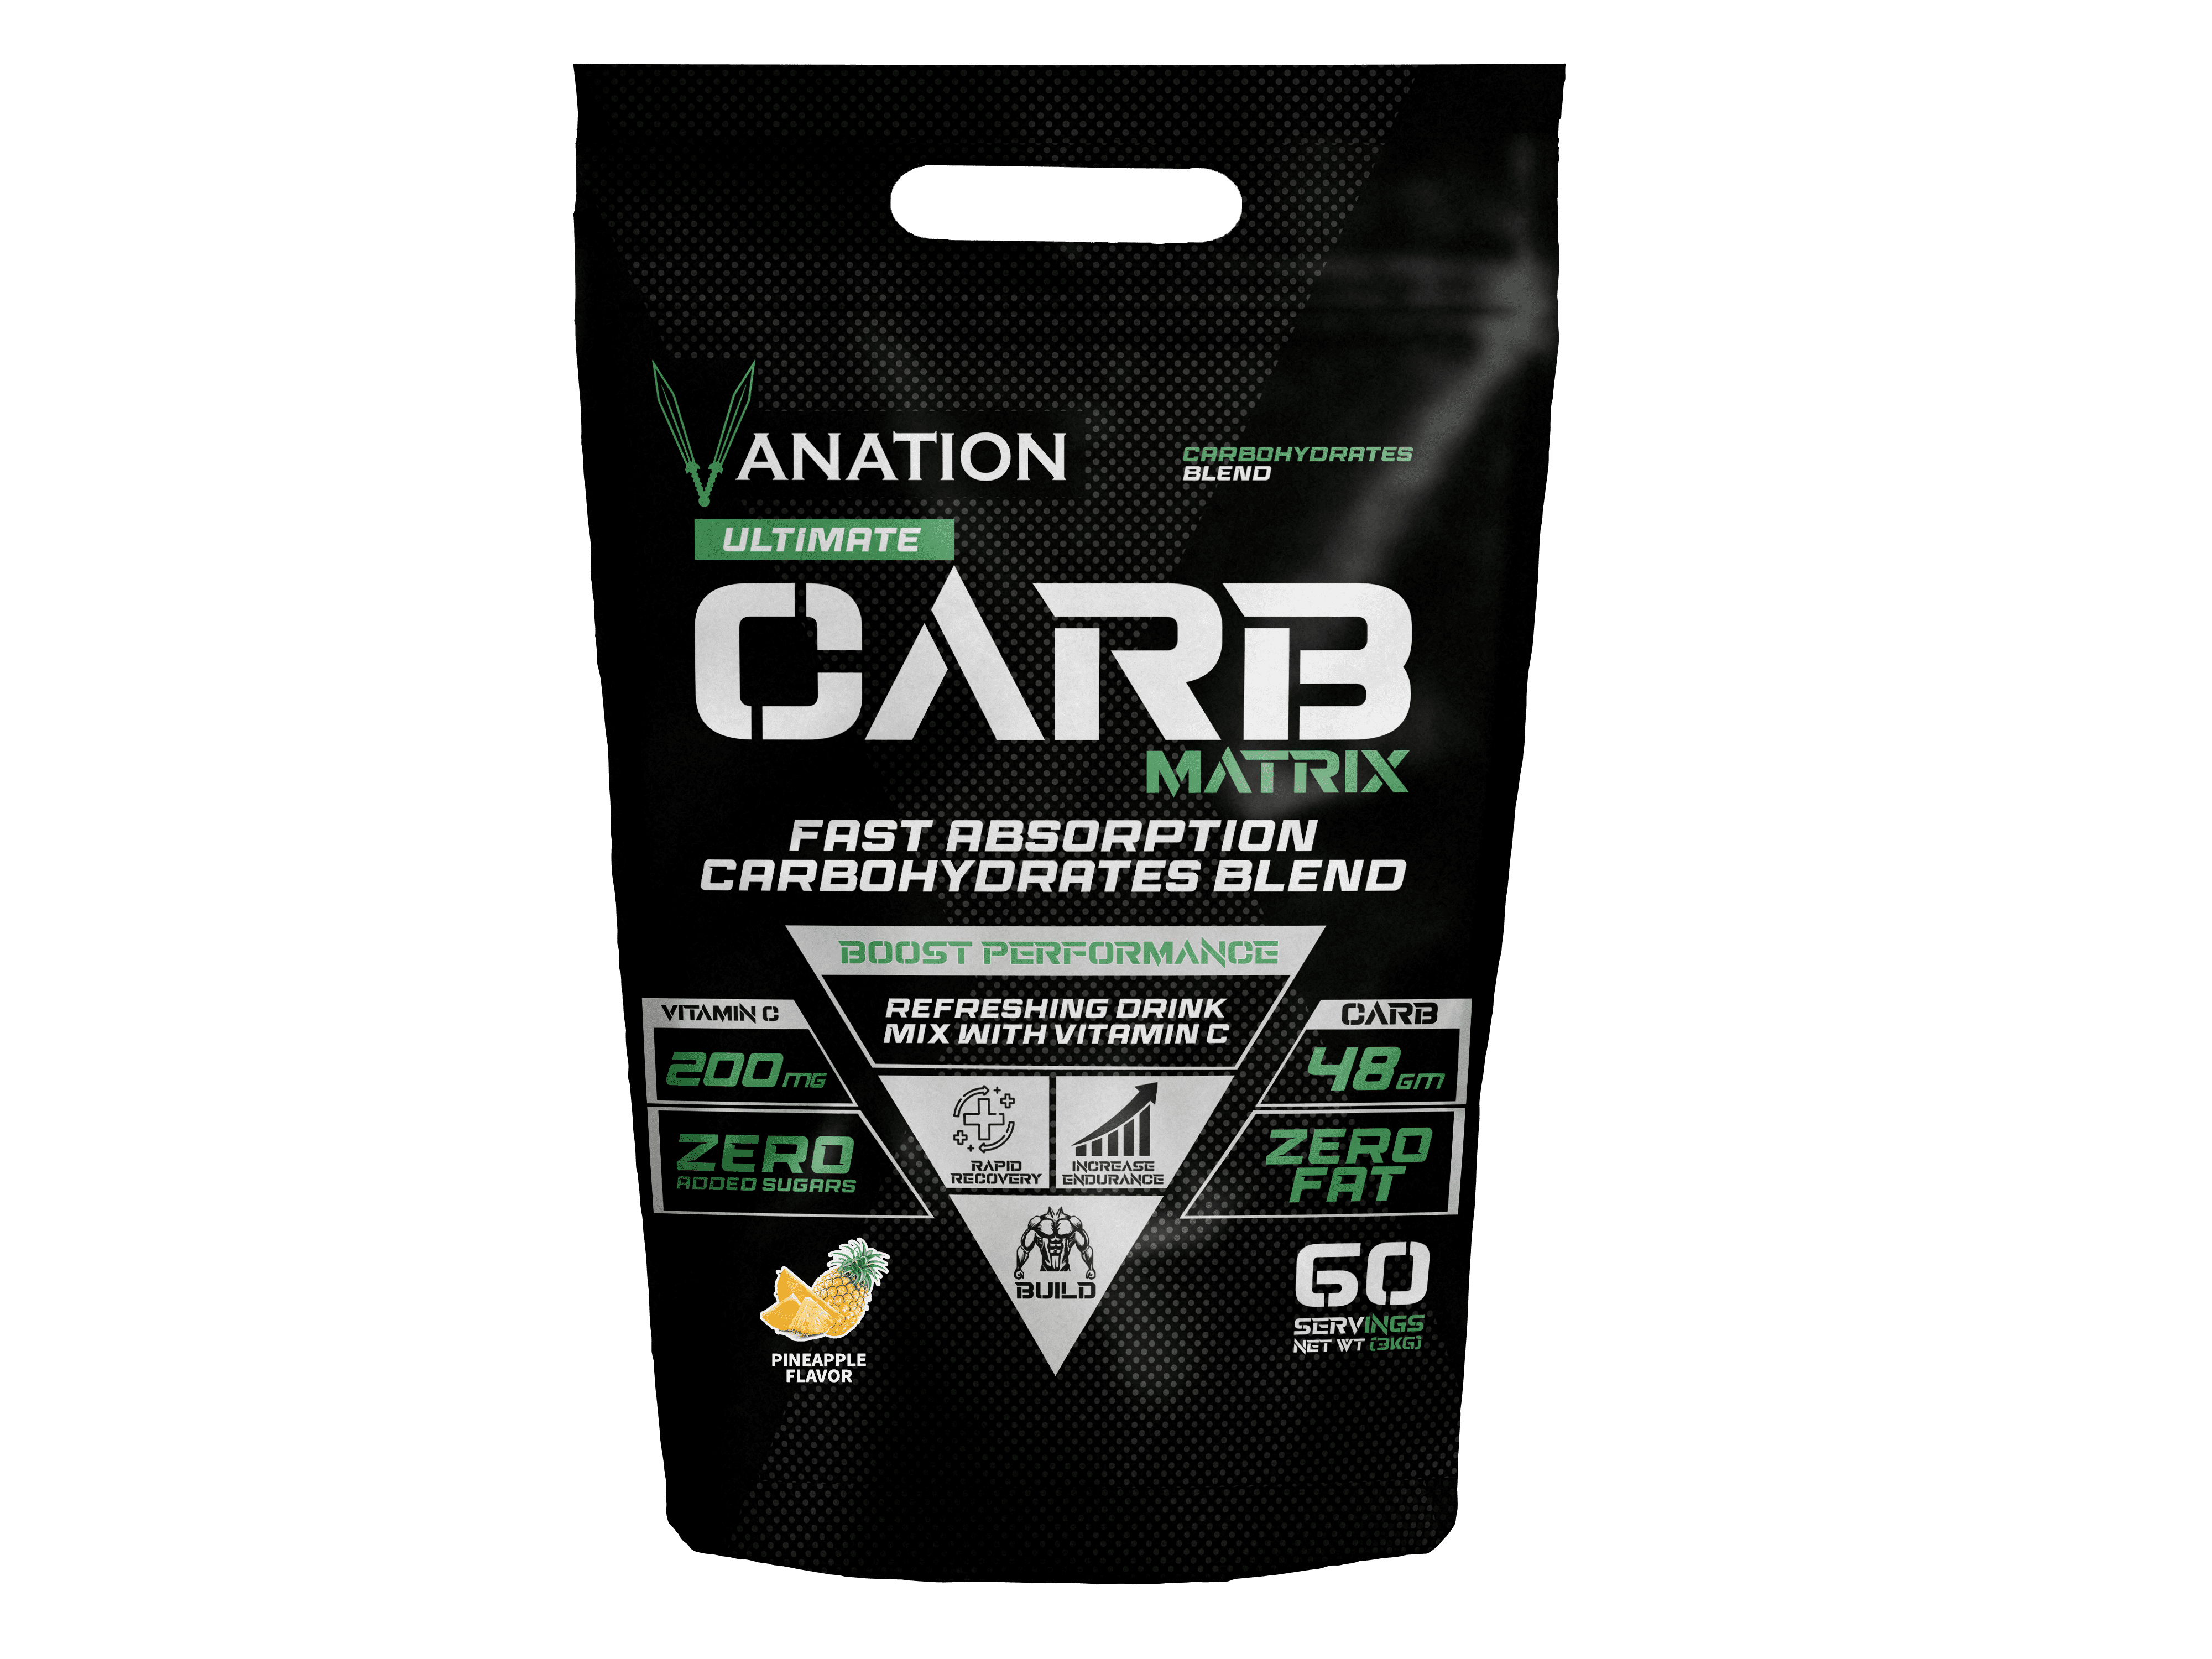 VANATION
CARBOHYDRATES
BLEND
ULTIMATE
CARB
MATRIX
FAST ABSORPTION
CARBOHYDRATES BLEND
BOOST PERFORMANCE
REFRESHING DRINK
MIX WITH VITAMIN C
VITAMIN C
200MG
ZERO
ADDED SUGARS
CARB
48GM
ZERO
FAT
RAPID
RECOVERY
INCREASE
ENDURANCE
BUILD
PINEAPPLE
FLAVOR
60
SERVINGS
NET WT (3KG)